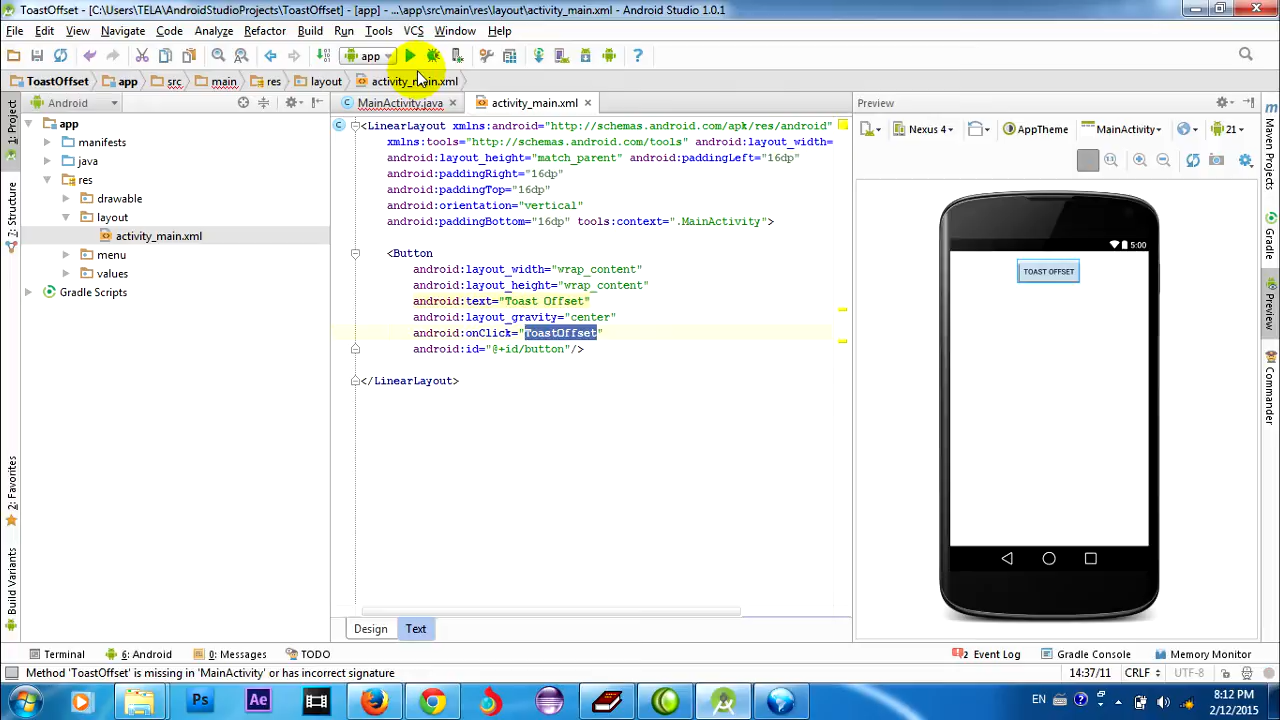 ToastOffset - [C:\Users\TELA\AndroidStudioProjects\ToastOffset] - [app] - ...\app\src\main\res\layout\activity_main.xml - Android Studio 1.0.1
File Edit View Navigate Code Analyze Refactor Build Run Tools VCS Window Help
app
ToastOffset app src main res layout activity_main.xml
1: Project
7: Structure
2: Favorites
Build Variants
Android
app
manifests
java
res
drawable
layout
activity_main.xml
menu
values
Gradle Scripts
MainActivity.java activity_main.xml
<LinearLayout xmlns:android="http://schemas.android.com/apk/res/android"
xmlns:tools="http://schemas.android.com/tools" android:layout_width=
android:layout_height="match_parent" android:paddingLeft="16dp"
android:paddingRight="16dp"
android:paddingTop="16dp"
android:orientation="vertical"
android:paddingBottom="16dp" tools:context=".MainActivity">
<Button
android:layout_width="wrap_content"
android:layout_height="wrap_content"
android:text="Toast Offset"
android:layout_gravity="center"
android:onClick="ToastOffset"
android:id="@+id/button"/>
</LinearLayout>
Design Text
Preview
Nexus 4 AppTheme MainActivity 21
5:00
TOAST OFFSET
Maven Projects
Gradle
Preview
Commander
Terminal 6: Android 0: Messages TODO 2 Event Log Gradle Console Memory Monitor
Method 'ToastOffset' is missing in 'MainActivity' or has incorrect signature 14:37/11 CRLF UTF-8
Ps Ae EN 8:12 PM
2/12/2015